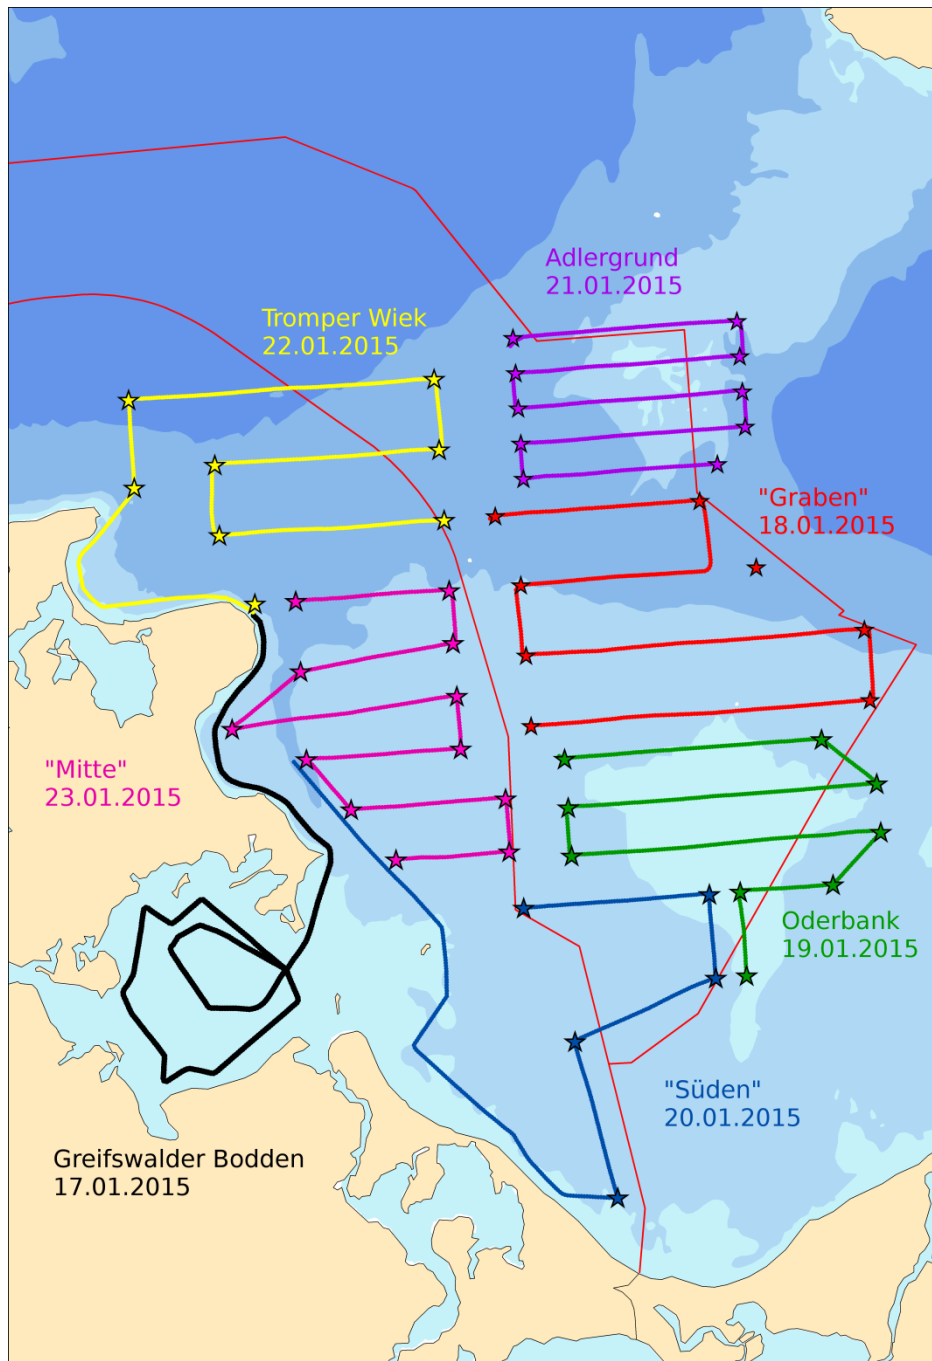 Adlergrund
21.01.2015
Tromper Wiek
22.01.2015
"Graben"
18.01.2015
"Mitte"
23.01.2015
Oderbank
19.01.2015
"Süden"
20.01.2015
Greifswalder Bodden
17.01.2015